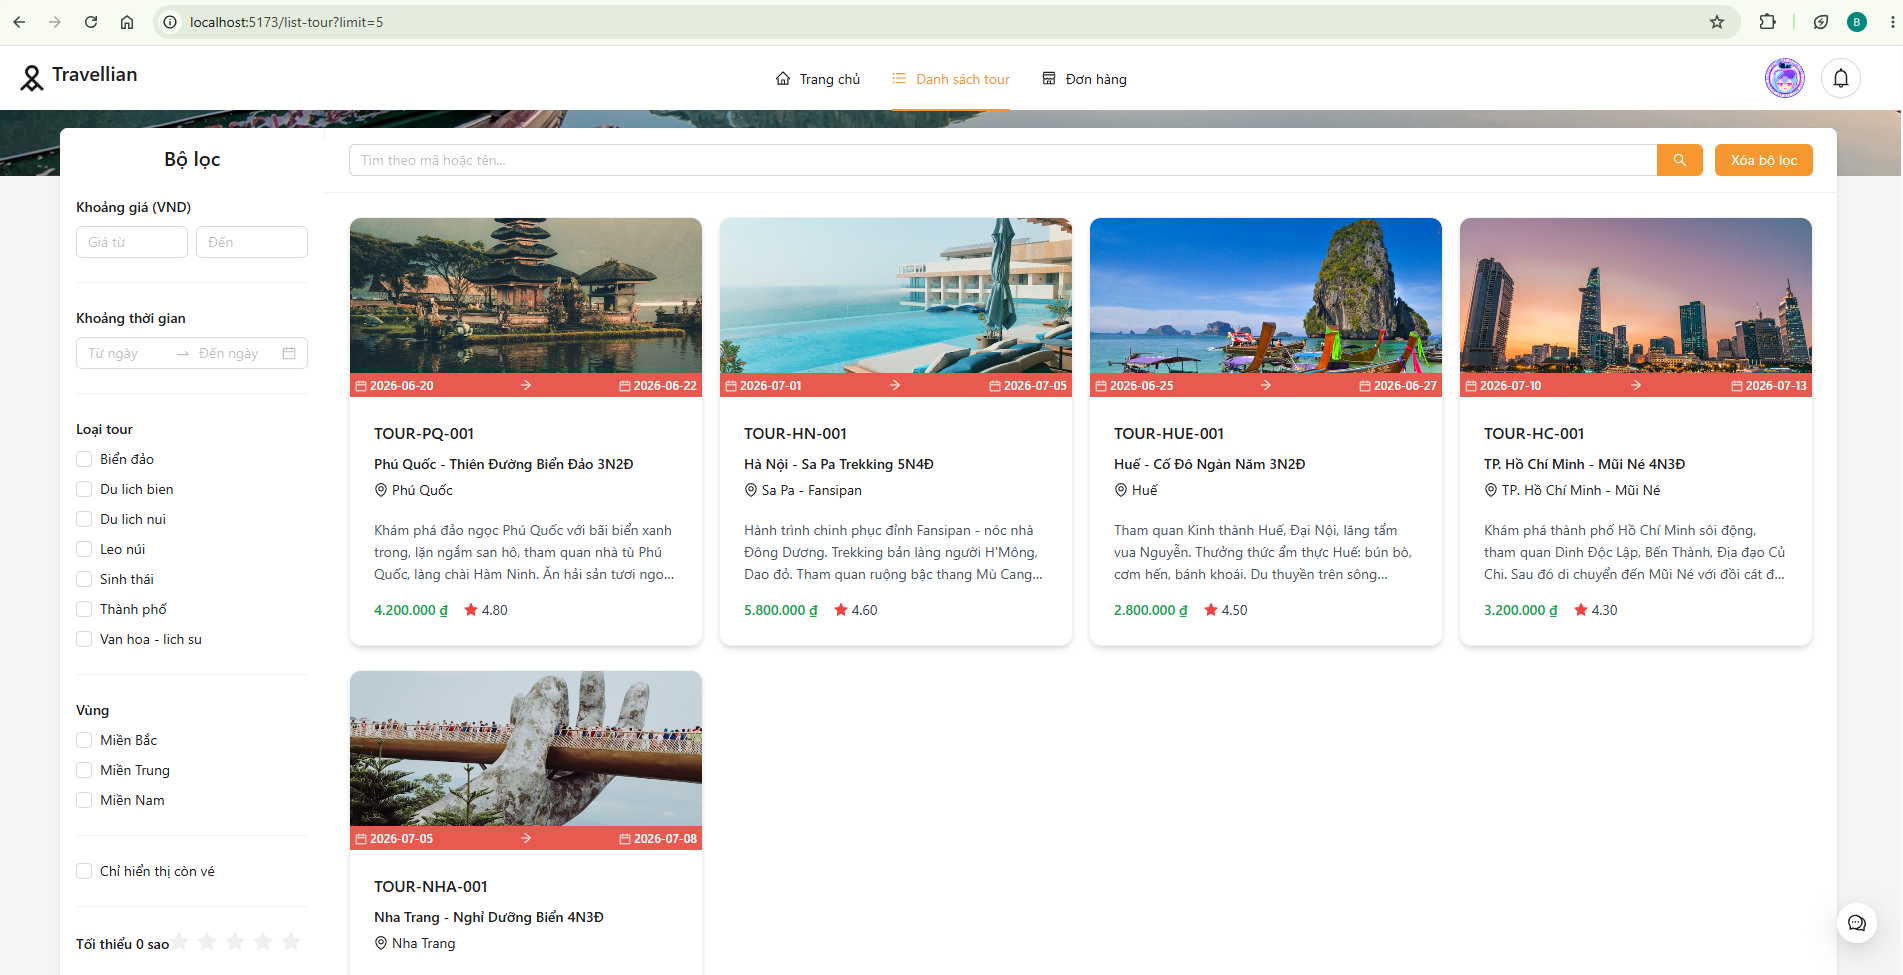 localhost:5173/list-tour?limit=5
B
Travellian
Trang chủ
Danh sách tour
Đơn hàng
Bộ lọc
Khoảng giá (VND)
Giá từ
Đến
Khoảng thời gian
Từ ngày
Đến ngày
Loại tour
Biển đảo
Du lich bien
Du lich nui
Leo núi
Sinh thái
Thành phố
Van hoa - lich su
Vùng
Miền Bắc
Miền Trung
Miền Nam
Chỉ hiển thị còn vé
Tối thiểu 0 sao
Tìm theo mã hoặc tên...
Xóa bộ lọc
2026-06-20 → 2026-06-22
TOUR-PQ-001
Phú Quốc - Thiên Đường Biển Đảo 3N2Đ
Phú Quốc
Khám phá đảo ngọc Phú Quốc với bãi biển xanh
trong, lặn ngắm san hô, tham quan nhà tù Phú
Quốc, làng chài Hàm Ninh. Ăn hải sản tươi ngo...
4.200.000 ₫ 4.80
2026-07-01 → 2026-07-05
TOUR-HN-001
Hà Nội - Sa Pa Trekking 5N4Đ
Sa Pa - Fansipan
Hành trình chinh phục đỉnh Fansipan - nóc nhà
Đông Dương. Trekking bản làng người H'Mông,
Dao đỏ. Tham quan ruộng bậc thang Mù Cang...
5.800.000 ₫ 4.60
2026-06-25 → 2026-06-27
TOUR-HUE-001
Huế - Cố Đô Ngàn Năm 3N2Đ
Huế
Tham quan Kinh thành Huế, Đại Nội, lăng tẩm
vua Nguyễn. Thưởng thức ẩm thực Huế: bún bò,
cơm hến, bánh khoái. Du thuyền trên sông...
2.800.000 ₫ 4.50
2026-07-10 → 2026-07-13
TOUR-HC-001
TP. Hồ Chí Minh - Mũi Né 4N3Đ
TP. Hồ Chí Minh - Mũi Né
Khám phá thành phố Hồ Chí Minh sôi động,
tham quan Dinh Độc Lập, Bến Thành, Địa đạo Củ
Chi. Sau đó di chuyển đến Mũi Né với đồi cát đ...
3.200.000 ₫ 4.30
2026-07-05 → 2026-07-08
TOUR-NHA-001
Nha Trang - Nghỉ Dưỡng Biển 4N3Đ
Nha Trang